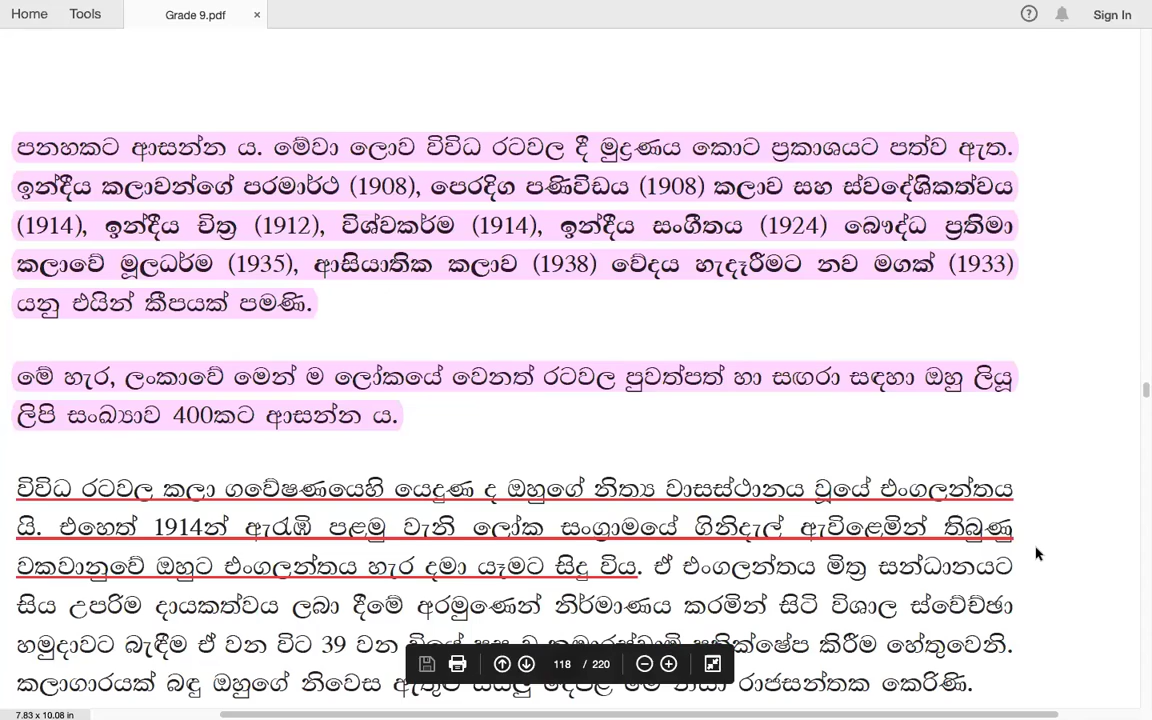 Home Tools Grade 9.pdf × Sign In
පනහකට ආසන්න ය. මේවා ලොව විවිධ රටවල දී මුද්‍රණය කොට ප්‍රකාශයට පත්ව ඇත.
ඉන්දීය කලාවන්ගේ පරමාර්ථ (1908), පෙරදිග පණිවිඩය (1908) කලාව සහ ස්වදේශිකත්වය
(1914), ඉන්දීය චිත්‍ර (1912), විශ්වකර්ම (1914), ඉන්දීය සංගීතය (1924) බෞද්ධ ප්‍රතිමා
කලාවේ මූලධර්ම (1935), ආසියාතික කලාව (1938) වේදය හැදෑරීමට නව මගක් (1933)
යනු එයින් කීපයක් පමණි.
මේ හැර, ලංකාවේ මෙන් ම ලෝකයේ වෙනත් රටවල පුවත්පත් හා සඟරා සඳහා ඔහු ලියූ
ලිපි සංඛ්‍යාව 400කට ආසන්න ය.
විවිධ රටවල කලා ගවේෂණයෙහි යෙදුණ ද ඔහුගේ නිත්‍ය වාසස්ථානය වූයේ එංගලන්තය
යි. එහෙත් 1914න් ඇරැඹි පළමු වැනි ලෝක සංග්‍රාමයේ ගිනිදැල් ඇවිළෙමින් තිබුණු
වකවානුවේ ඔහුට එංගලන්තය හැර දමා යෑමට සිදු විය. ඒ එංගලන්තය මිත්‍ර සන්ධානයට
සිය උපරිම දායකත්වය ලබා දීමේ අරමුණෙන් නිර්මාණය කරමින් සිටි විශාල ස්වේච්ඡා
හමුදාවට බැඳීම ඒ වන විට 39 වන කිරීම හේතුවෙනි.
කලාගාරයක් බඳු ඔහුගේ නිවෙස රාජසන්තක කෙරිණි.
118 / 220
7.83 x 10.08 in